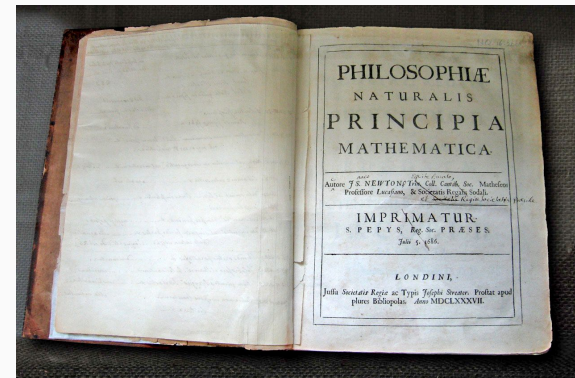 PHILOSOPHIÆ
NATURALIS
PRINCIPIA
MATHEMATICA.
Autore JS. NEWTON, Trin. Coll. Cantab. Soc. Matheseos
Professore Lucasiano, & Societatis Regalis Sodali.
IMPRIMATUR.
S. PEPYS, Reg. Soc. PRÆSES.
Julii 5. 1686.
LONDINI,
Jussu Societatis Regiæ ac Typis Josephi Streater. Prostat apud
plures Bibliopolas. Anno MDCLXXXVII.